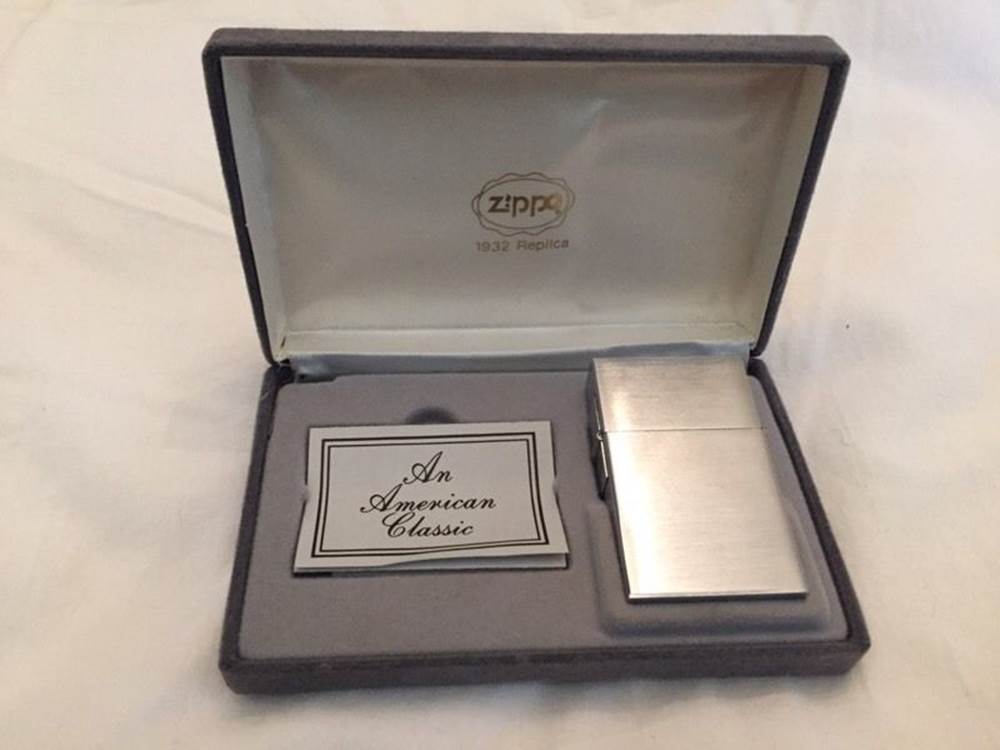 zippo
1932 Replica
An
American
Classic